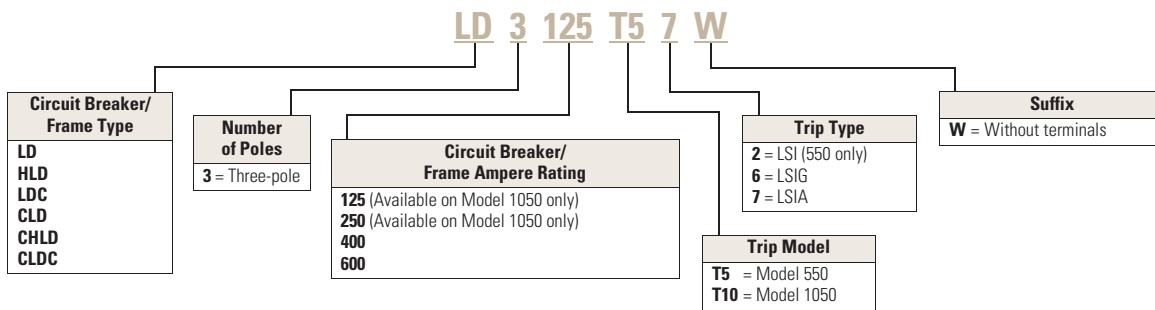 LD 3 125 T5 7 W
Circuit Breaker/
Frame Type
LD
HLD
LDC
CLD
CHLD
CLDC
Number
of Poles
3 = Three-pole
Circuit Breaker/
Frame Ampere Rating
125 (Available on Model 1050 only)
250 (Available on Model 1050 only)
400
600
Trip Model
T5 = Model 550
T10 = Model 1050
Trip Type
2 = LSI (550 only)
6 = LSIG
7 = LSIA
Suffix
W = Without terminals